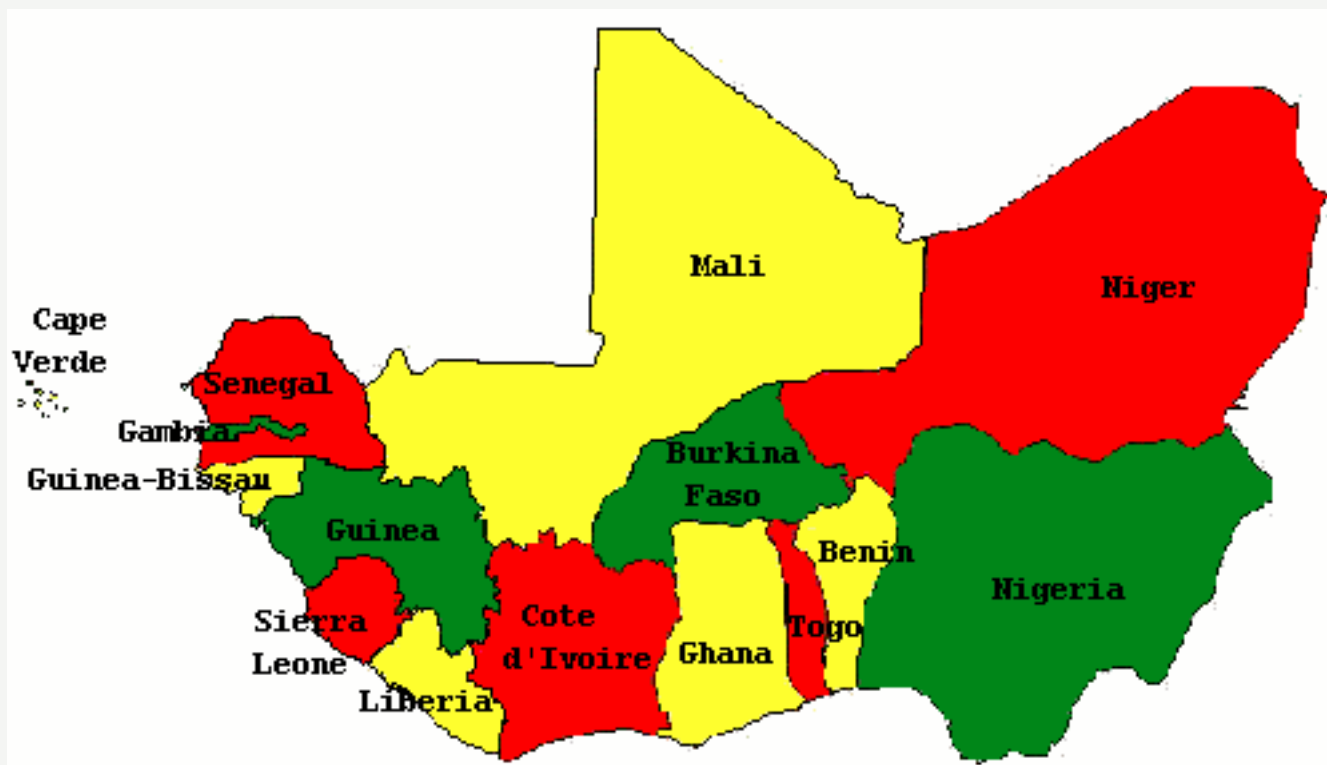 Mali
Niger
Cape
Verde
Senegal
Gambia
Guinea-Bissau
Burkina
Faso
Guinea
Benin
Nigeria
Sierra
Leone
Cote
d'Ivoire
Togo
Ghana
Liberia